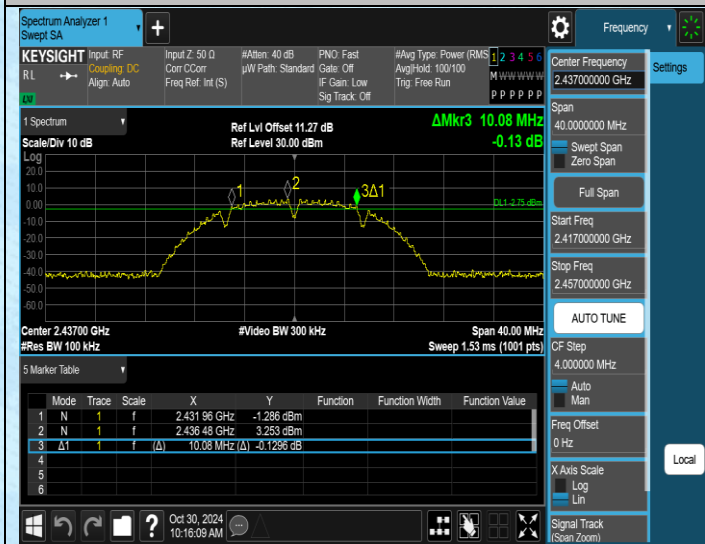 Spectrum Analyzer 1
Swept SA
Frequency
KEYSIGHT
RL
LXI
Input: RF
Coupling: DC
Align: Auto
Input Z: 50 Ω
Corr CCorr
Freq Ref: Int (S)
#Atten: 40 dB
µW Path: Standard
PNO: Fast
Gate: Off
IF Gain: Low
Sig Track: Off
#Avg Type: Power (RMS
Avg|Hold: 100/100
Trig: Free Run
1 2 3 4 5 6
M W W W W W
P P P P P P
1 Spectrum
Scale/Div 10 dB
Ref Lvl Offset 11.27 dB
Ref Level 30.00 dBm
ΔMkr3 10.08 MHz
-0.13 dB
Log
20.0
10.0
0.00
-10.0
-20.0
-30.0
-40.0
-50.0
-60.0
1
2
3Δ1
DL1 -2.75 dBm
Center 2.43700 GHz
#Video BW 300 kHz
Span 40.00 MHz
#Res BW 100 kHz
Sweep 1.53 ms (1001 pts)
5 Marker Table
Mode Trace Scale X Y Function Function Width Function Value
1 N 1 f 2.431 96 GHz -1.286 dBm
2 N 1 f 2.436 48 GHz 3.253 dBm
3 Δ1 1 f (Δ) 10.08 MHz (Δ) -0.1296 dB
4
5
6
Oct 30, 2024
10:16:09 AM
Center Frequency
2.437000000 GHz
Span
40.0000000 MHz
Swept Span
Zero Span
Full Span
Start Freq
2.417000000 GHz
Stop Freq
2.457000000 GHz
AUTO TUNE
CF Step
4.000000 MHz
Auto
Man
Freq Offset
0 Hz
X Axis Scale
Log
Lin
Signal Track
(Span Zoom)
Settings
Local